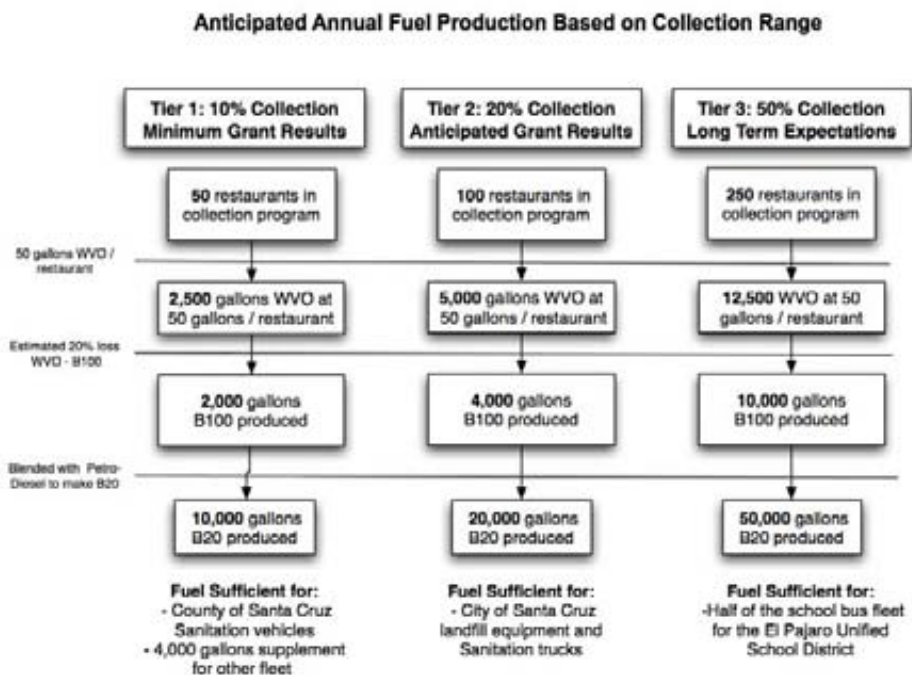 Anticipated Annual Fuel Production Based on Collection Range
Tier 1: 10% Collection
Minimum Grant Results
Tier 2: 20% Collection
Anticipated Grant Results
Tier 3: 50% Collection
Long Term Expectations
50 restaurants in
collection program
100 restaurants in
collection program
250 restaurants in
collection program
50 gallons WVO /
restaurant
2,500 gallons WVO at
50 gallons / restaurant
5,000 gallons WVO at
50 gallons / restaurant
12,500 WVO at 50
gallons / restaurant
Estimated 20% loss
WVO - B100
2,000 gallons
B100 produced
4,000 gallons
B100 produced
10,000 gallons
B100 produced
Blended with Petro-
Diesel to make B20
10,000 gallons
B20 produced
20,000 gallons
B20 produced
50,000 gallons
B20 produced
Fuel Sufficient for:
- County of Santa Cruz
Sanitation vehicles
- 4,000 gallons supplement
for other fleet
Fuel Sufficient for:
- City of Santa Cruz
landfill equipment and
Sanitation trucks
Fuel Sufficient for:
-Half of the school bus fleet
for the El Pajaro Unified
School District